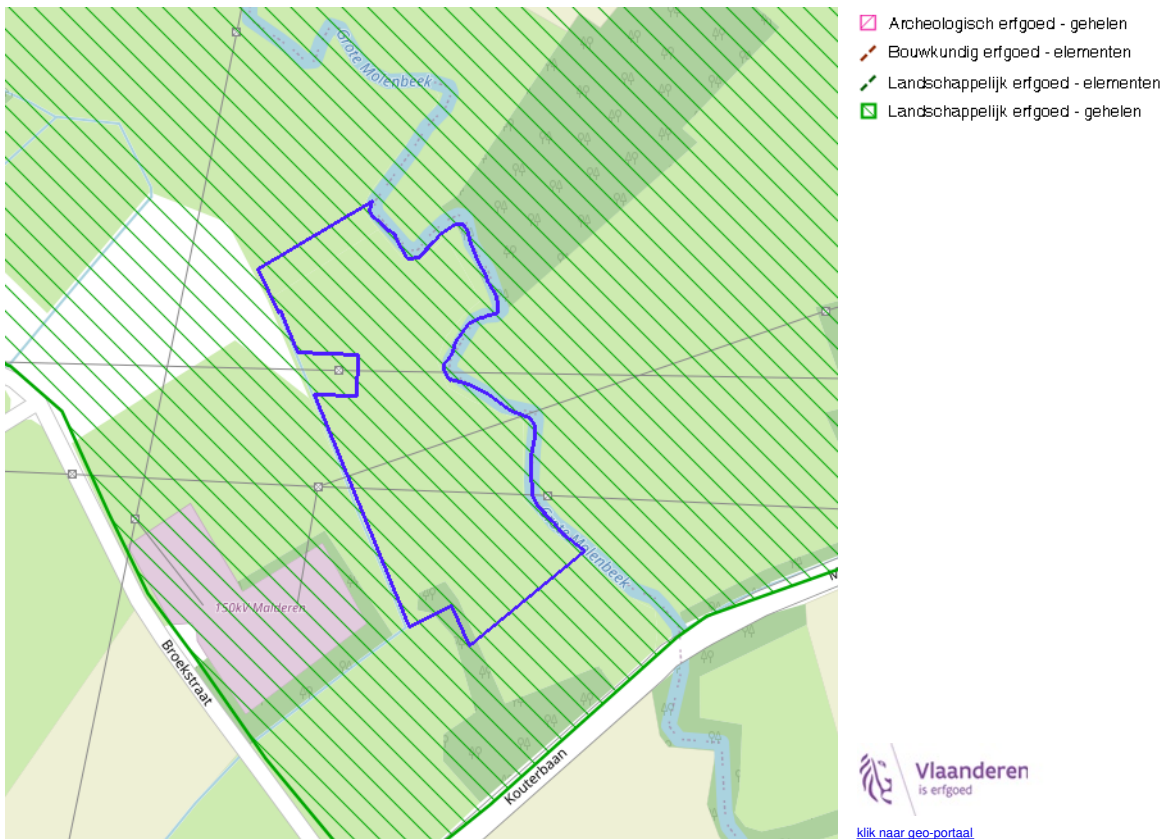 Grote Molenbeek
150kV Malderen
Broekstraat
Grote Molenbeek
Kouterbaan
M
Archeologisch erfgoed - gehelen
Bouwkundig erfgoed - elementen
Landschappelijk erfgoed - elementen
Landschappelijk erfgoed - gehelen
Vlaanderen
is erfgoed
klik naar geo-portaal